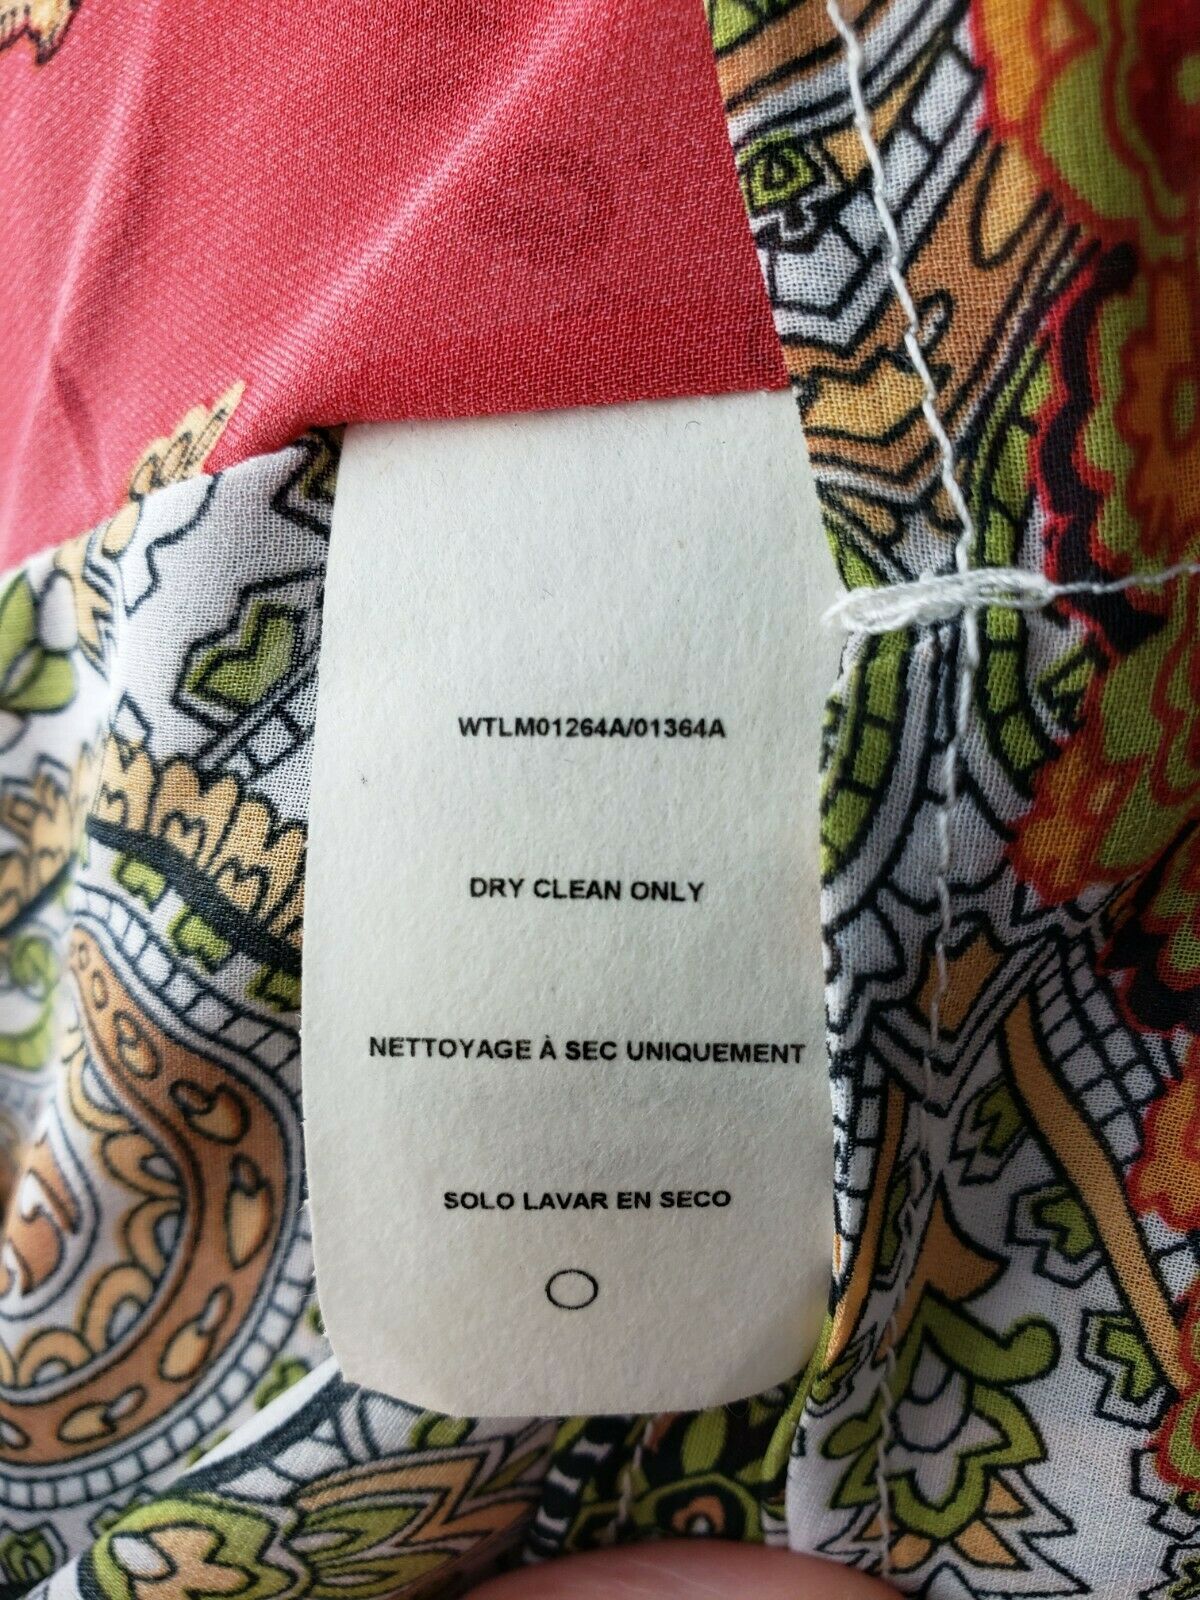 WTLM01264A/01364A
DRY CLEAN ONLY
NETTOYAGE À SEC UNIQUEMENT
SOLO LAVAR EN SECO